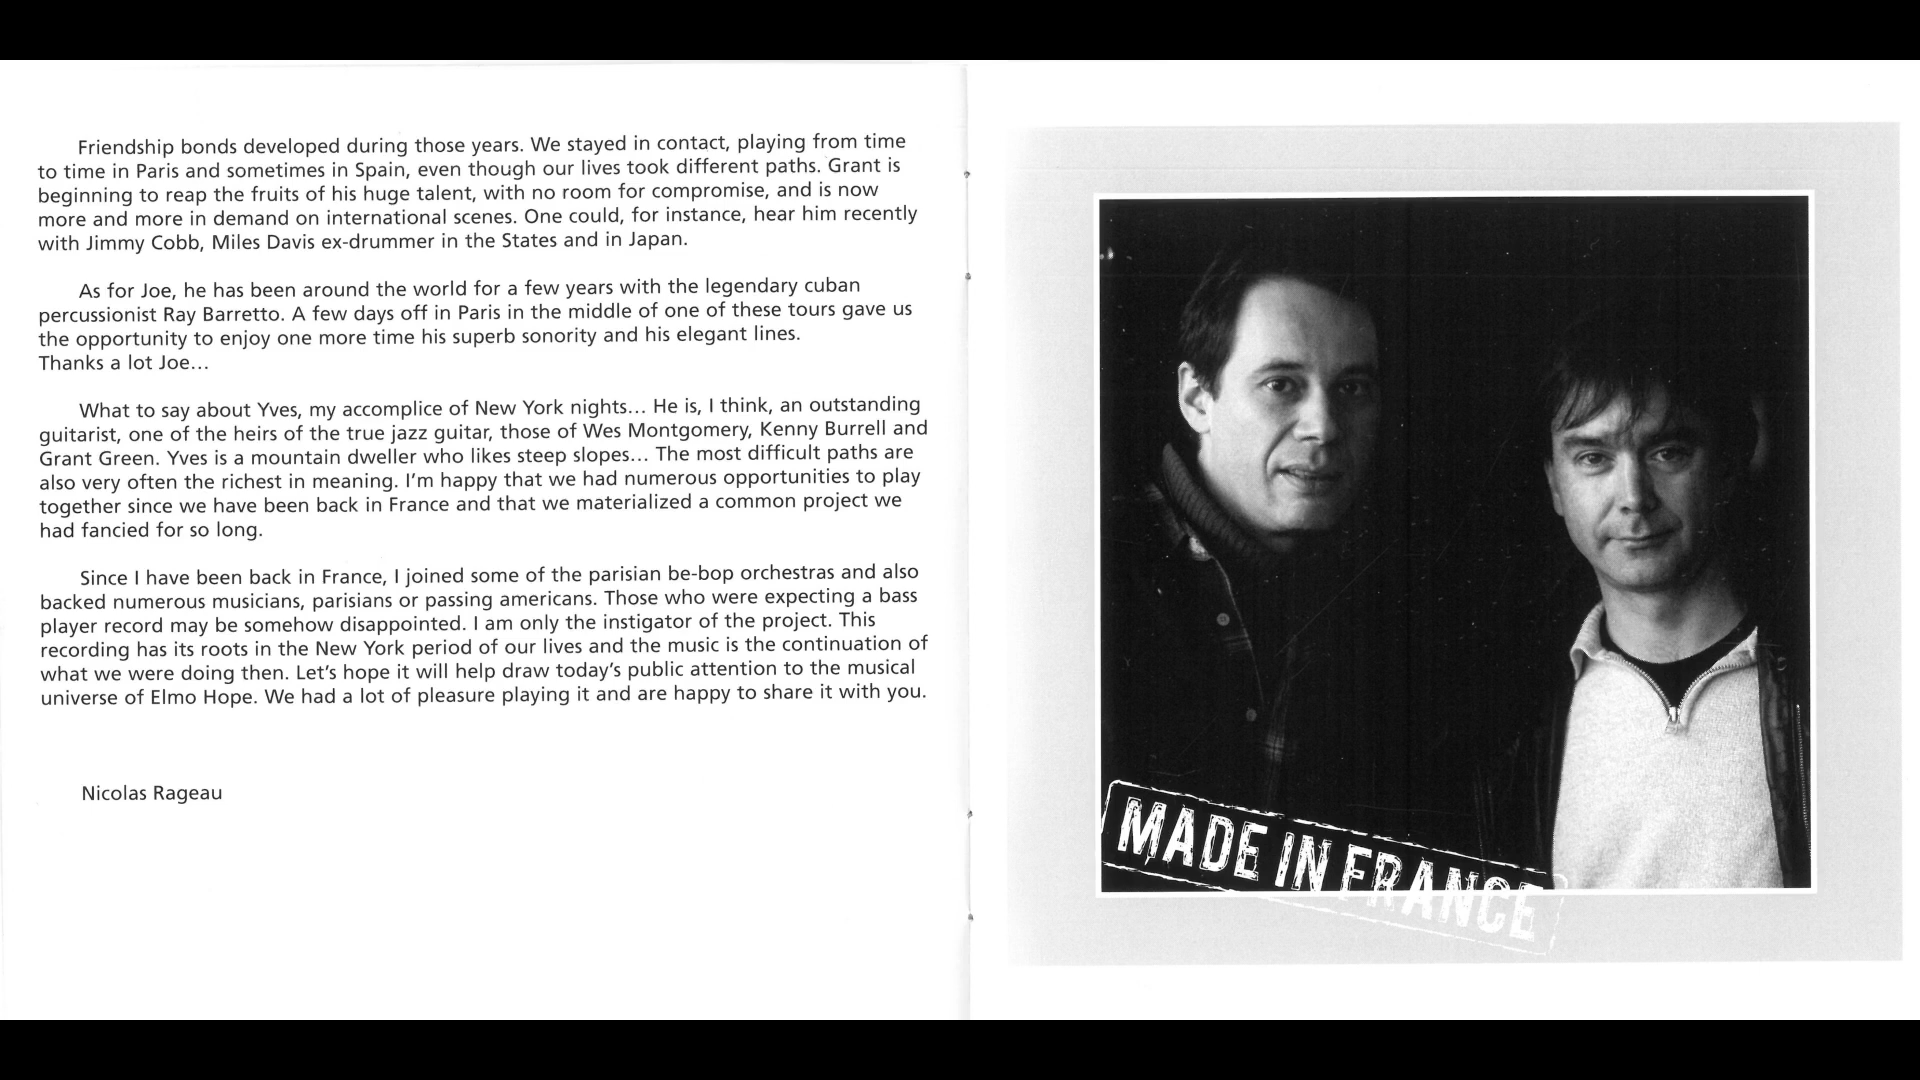 Friendship bonds developed during those years. We stayed in contact, playing from time
to time in Paris and sometimes in Spain, even though our lives took different paths. Grant is
beginning to reap the fruits of his huge talent, with no room for compromise, and is now
more and more in demand on international scenes. One could, for instance, hear him recently
with Jimmy Cobb, Miles Davis ex-drummer in the States and in Japan.
As for Joe, he has been around the world for a few years with the legendary cuban
percussionist Ray Barretto. A few days off in Paris in the middle of one of these tours gave us
the opportunity to enjoy one more time his superb sonority and his elegant lines.
Thanks a lot Joe...
What to say about Yves, my accomplice of New York nights... He is, I think, an outstanding
guitarist, one of the heirs of the true jazz guitar, those of Wes Montgomery, Kenny Burrell and
Grant Green. Yves is a mountain dweller who likes steep slopes... The most difficult paths are
also very often the richest in meaning. I'm happy that we had numerous opportunities to play
together since we have been back in France and that we materialized a common project we
had fancied for so long.
Since I have been back in France, I joined some of the parisian be-bop orchestras and also
backed numerous musicians, parisians or passing americans. Those who were expecting a bass
player record may be somehow disappointed. I am only the instigator of the project. This
recording has its roots in the New York period of our lives and the music is the continuation of
what we were doing then. Let's hope it will help draw today's public attention to the musical
universe of Elmo Hope. We had a lot of pleasure playing it and are happy to share it with you.
Nicolas Rageau
MADE IN FRANCE